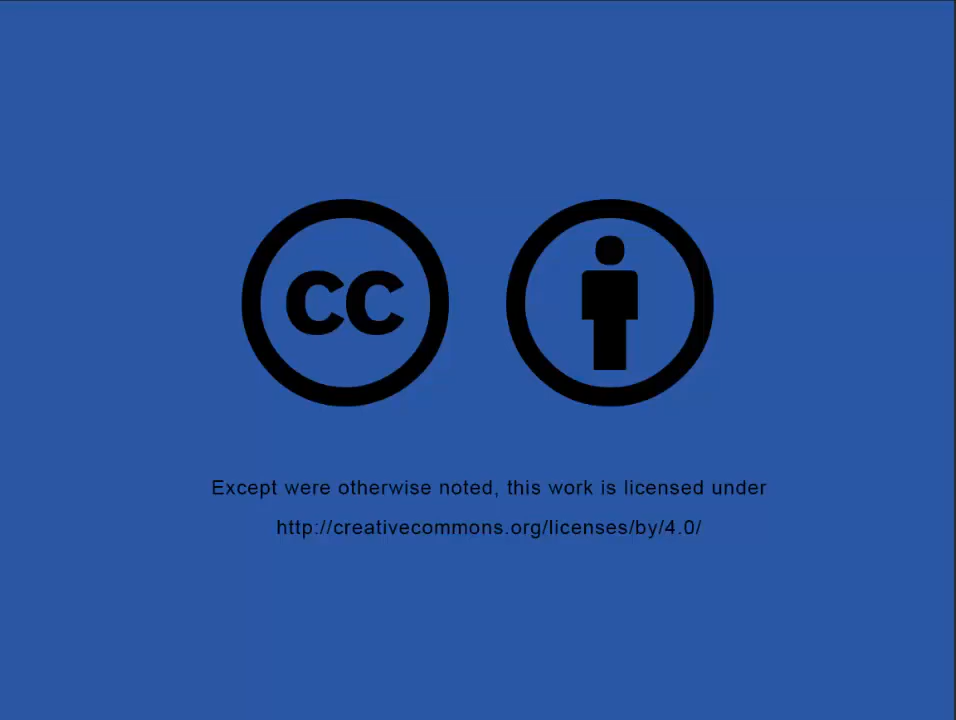 cc
Except were otherwise noted, this work is licensed under
http://creativecommons.org/licenses/by/4.0/